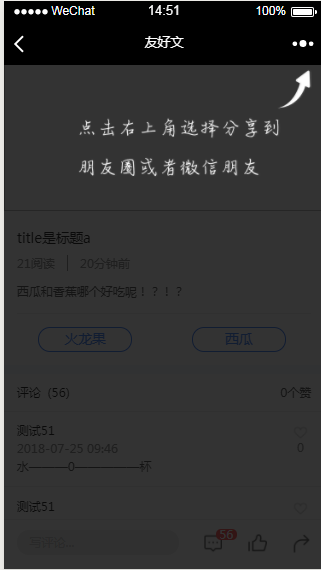 WeChat 14:51 100%
友好文
点击右上角选择分享到
朋友圈或者微信朋友
title是标题a
21阅读 20分钟前
西瓜和香蕉哪个好吃呢！？！？
火龙果 西瓜
评论 (56) 0个赞
测试51
2018-07-25 09:46 0
水———0—————杯
测试51
写评论... 56